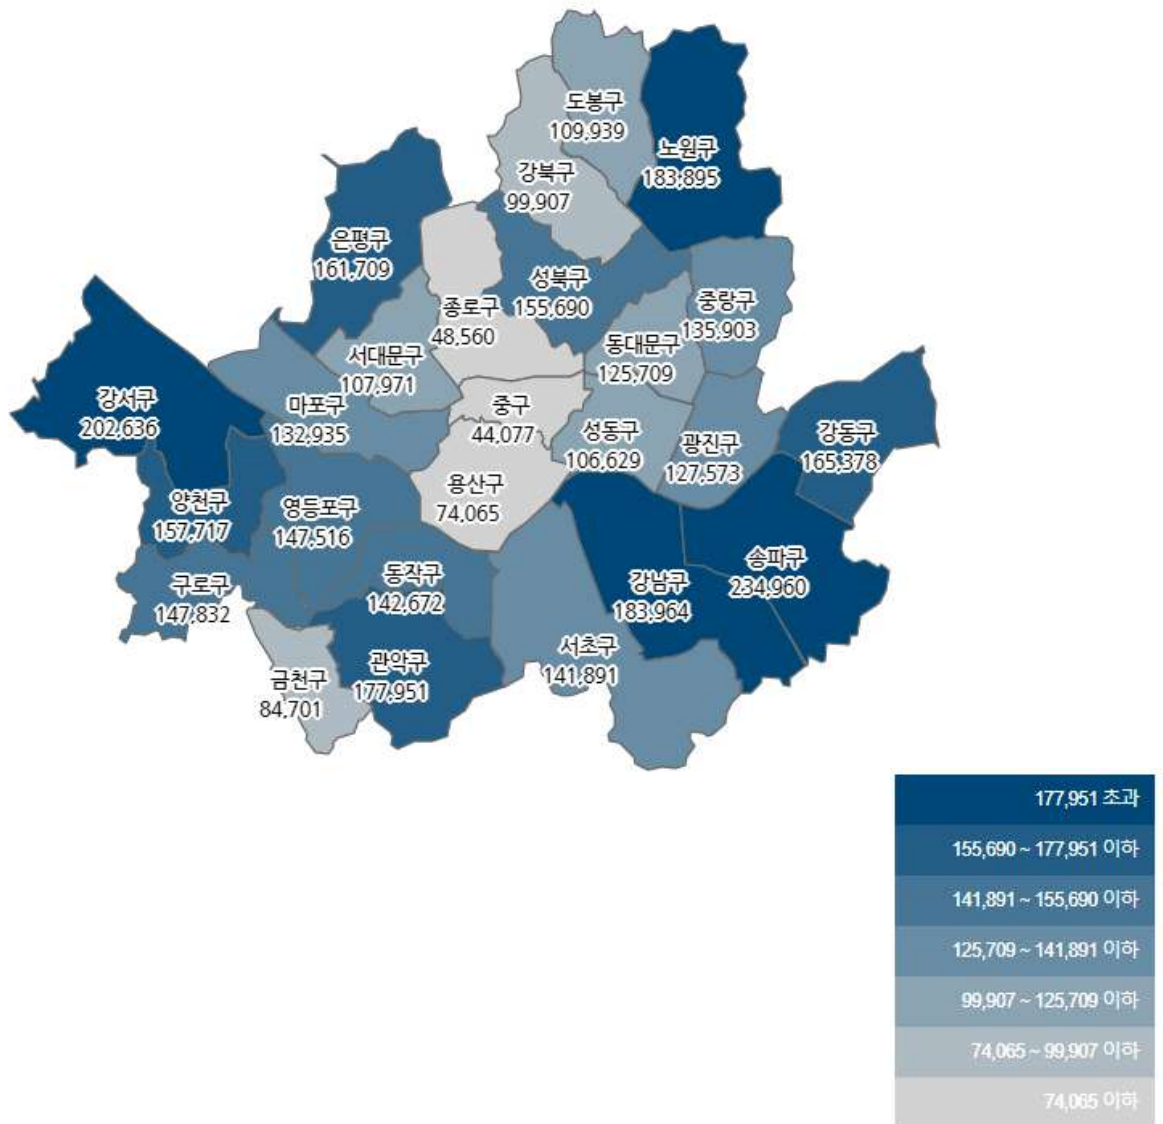 도봉구
109,939
노원구
183,895
강북구
99,907
은평구
161,709
성북구
155,690
종로구
48,560
중랑구
135,903
동대문구
125,709
서대문구
107,971
강서구
202,636
마포구
132,935
중구
44,077
성동구
106,629
광진구
127,573
강동구
165,378
양천구
157,717
영등포구
147,516
용산구
74,065
구로구
147,832
동작구
142,672
강남구
183,964
송파구
234,960
서초구
141,891
관악구
177,951
금천구
84,701
177,951 초과
155,690 ~ 177,951 이하
141,891 ~ 155,690 이하
125,709 ~ 141,891 이하
99,907 ~ 125,709 이하
74,065 ~ 99,907 이하
74,065 이하